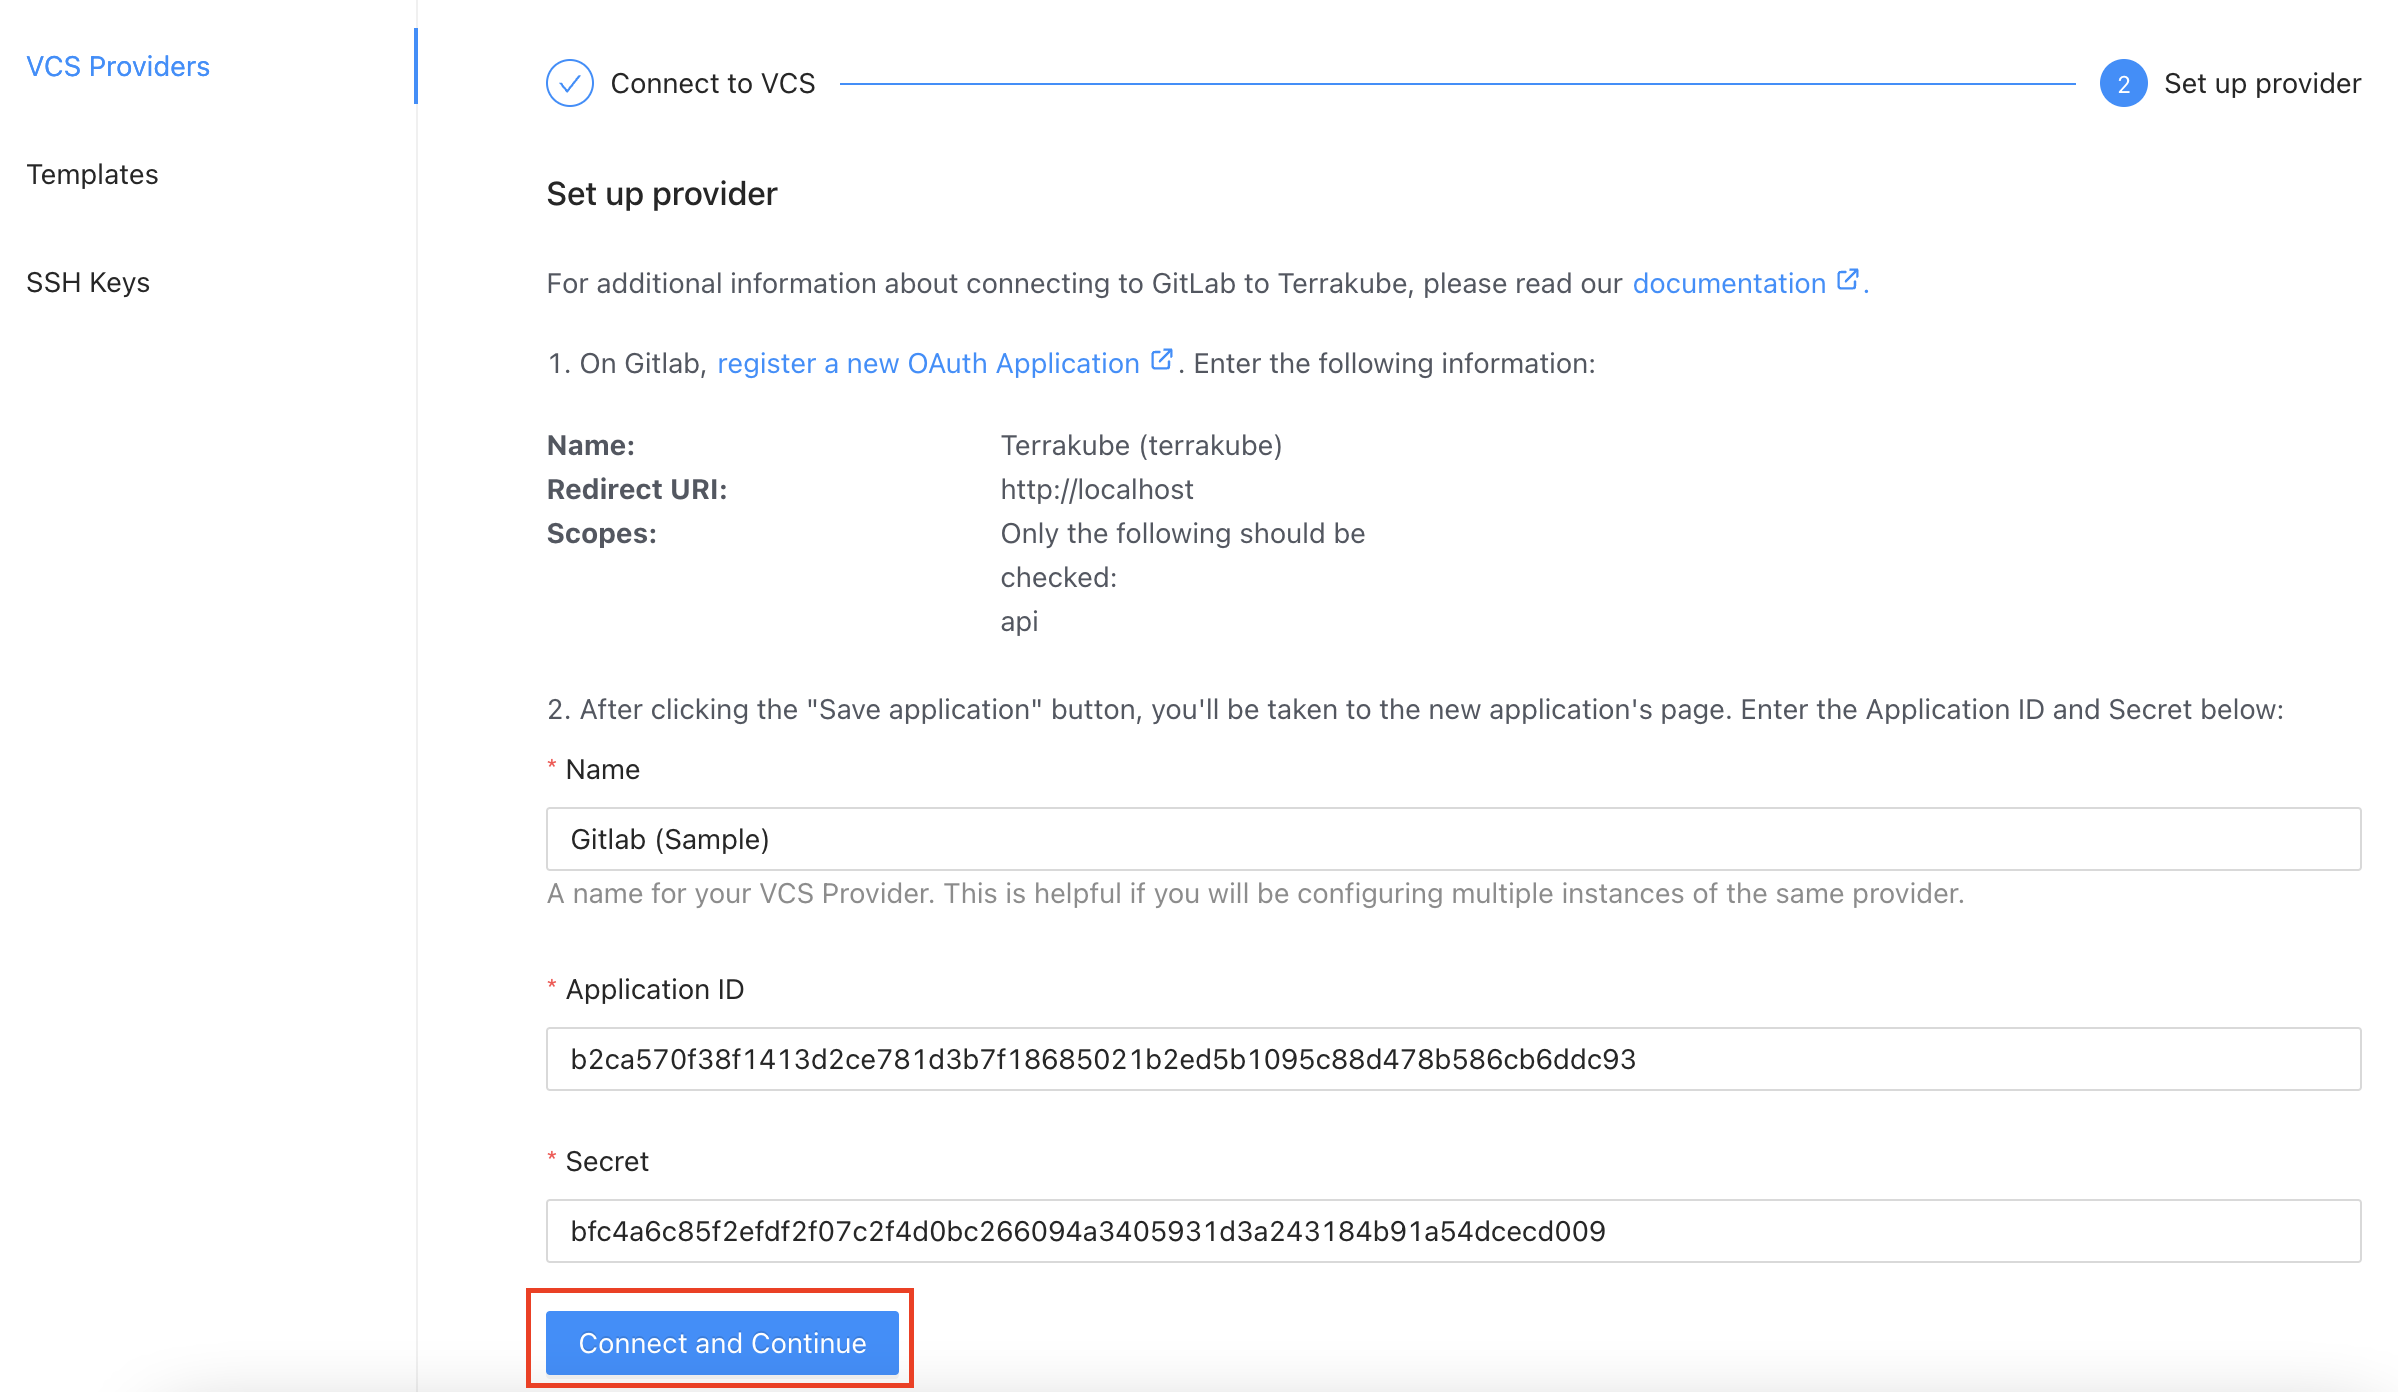 VCS Providers
Templates
SSH Keys
Connect to VCS
2 Set up provider
Set up provider
For additional information about connecting to GitLab to Terrakube, please read our documentation .
1. On Gitlab, register a new OAuth Application . Enter the following information:
Name: Terrakube (terrakube)
Redirect URI: http://localhost
Scopes: Only the following should be
checked:
api
2. After clicking the "Save application" button, you'll be taken to the new application's page. Enter the Application ID and Secret below:
* Name
Gitlab (Sample)
A name for your VCS Provider. This is helpful if you will be configuring multiple instances of the same provider.
* Application ID
b2ca570f38f1413d2ce781d3b7f18685021b2ed5b1095c88d478b586cb6ddc93
* Secret
bfc4a6c85f2efdf2f07c2f4d0bc266094a3405931d3a243184b91a54dcecd009
Connect and Continue